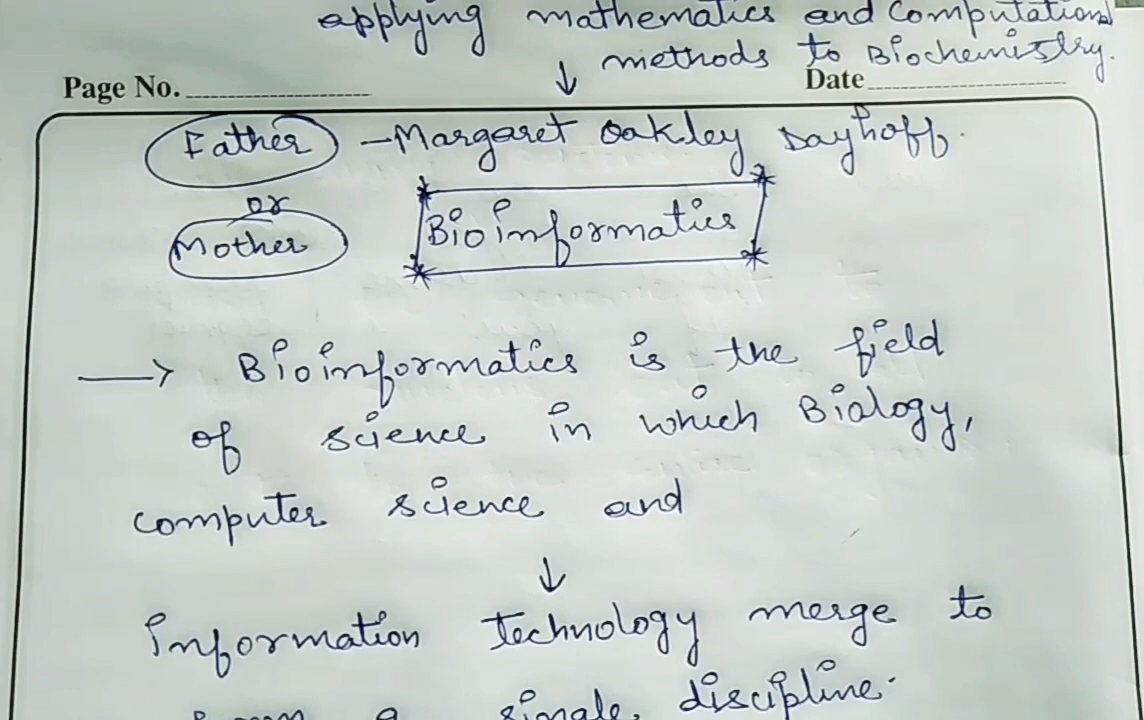 applying mathematics and Computational
methods to Biochemistry.
↓
Page No. Date
Father - Margaret Oakley Dayhoff.
or
Mother
Bioinformatics
→ Bioinformatics is the field
of science in which Biology,
computer science and
↓
Information technology merge to
a single, discipline.